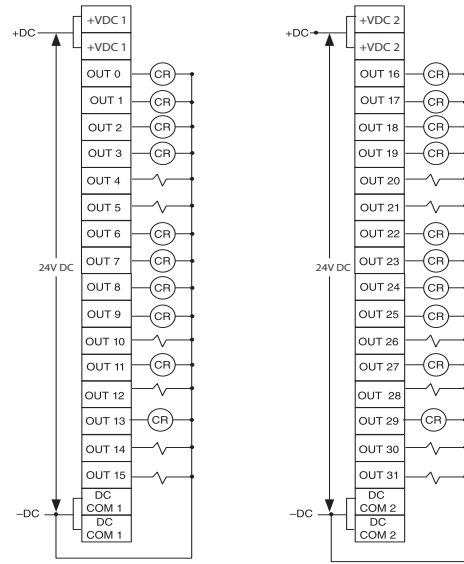 +VDC 1
+DC
+VDC 1
OUT 0 CR
OUT 1 CR
OUT 2 CR
OUT 3 CR
OUT 4
OUT 5
OUT 6 CR
OUT 7 CR
24V DC
OUT 8 CR
OUT 9 CR
OUT 10
OUT 11 CR
OUT 12
OUT 13 CR
OUT 14
OUT 15
DC
COM 1
–DC
DC
COM 1
+VDC 2
+DC
+VDC 2
OUT 16 CR
OUT 17 CR
OUT 18 CR
OUT 19 CR
OUT 20
OUT 21
OUT 22 CR
OUT 23 CR
24V DC
OUT 24 CR
OUT 25 CR
OUT 26
OUT 27 CR
OUT 28
OUT 29 CR
OUT 30
OUT 31
DC
COM 2
–DC
DC
COM 2